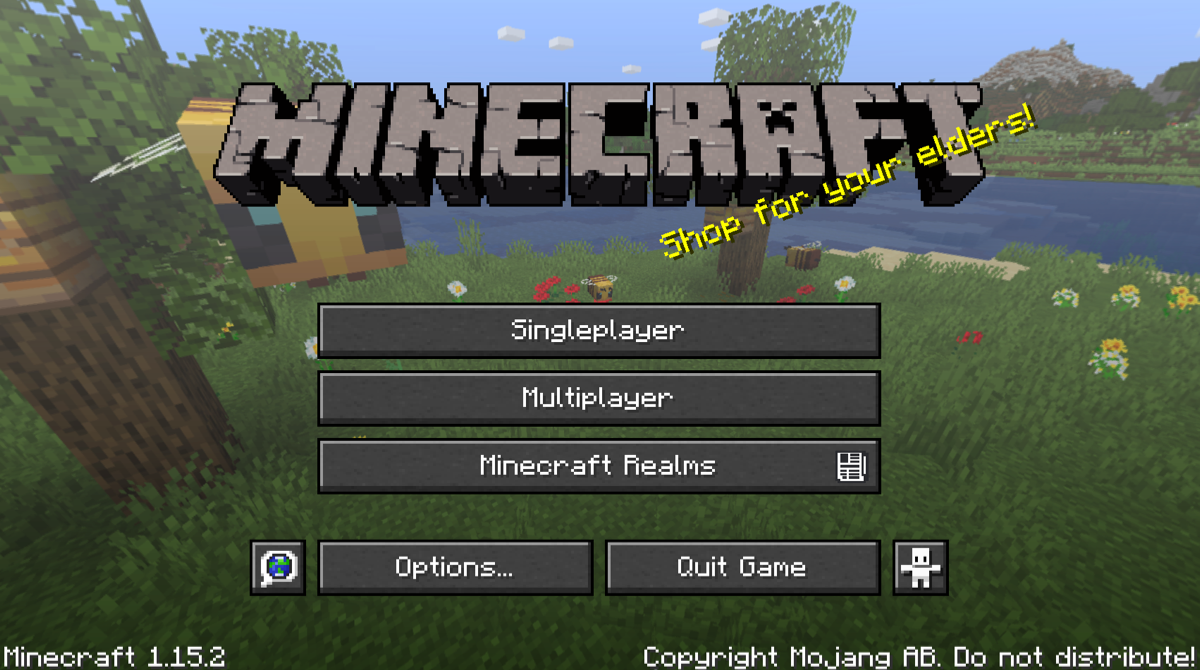 MINECRAFT
Shop for your elders!
Singleplayer
Multiplayer
Minecraft Realms
Options...
Quit Game
Minecraft 1.15.2
Copyright Mojang AB. Do not distribute!